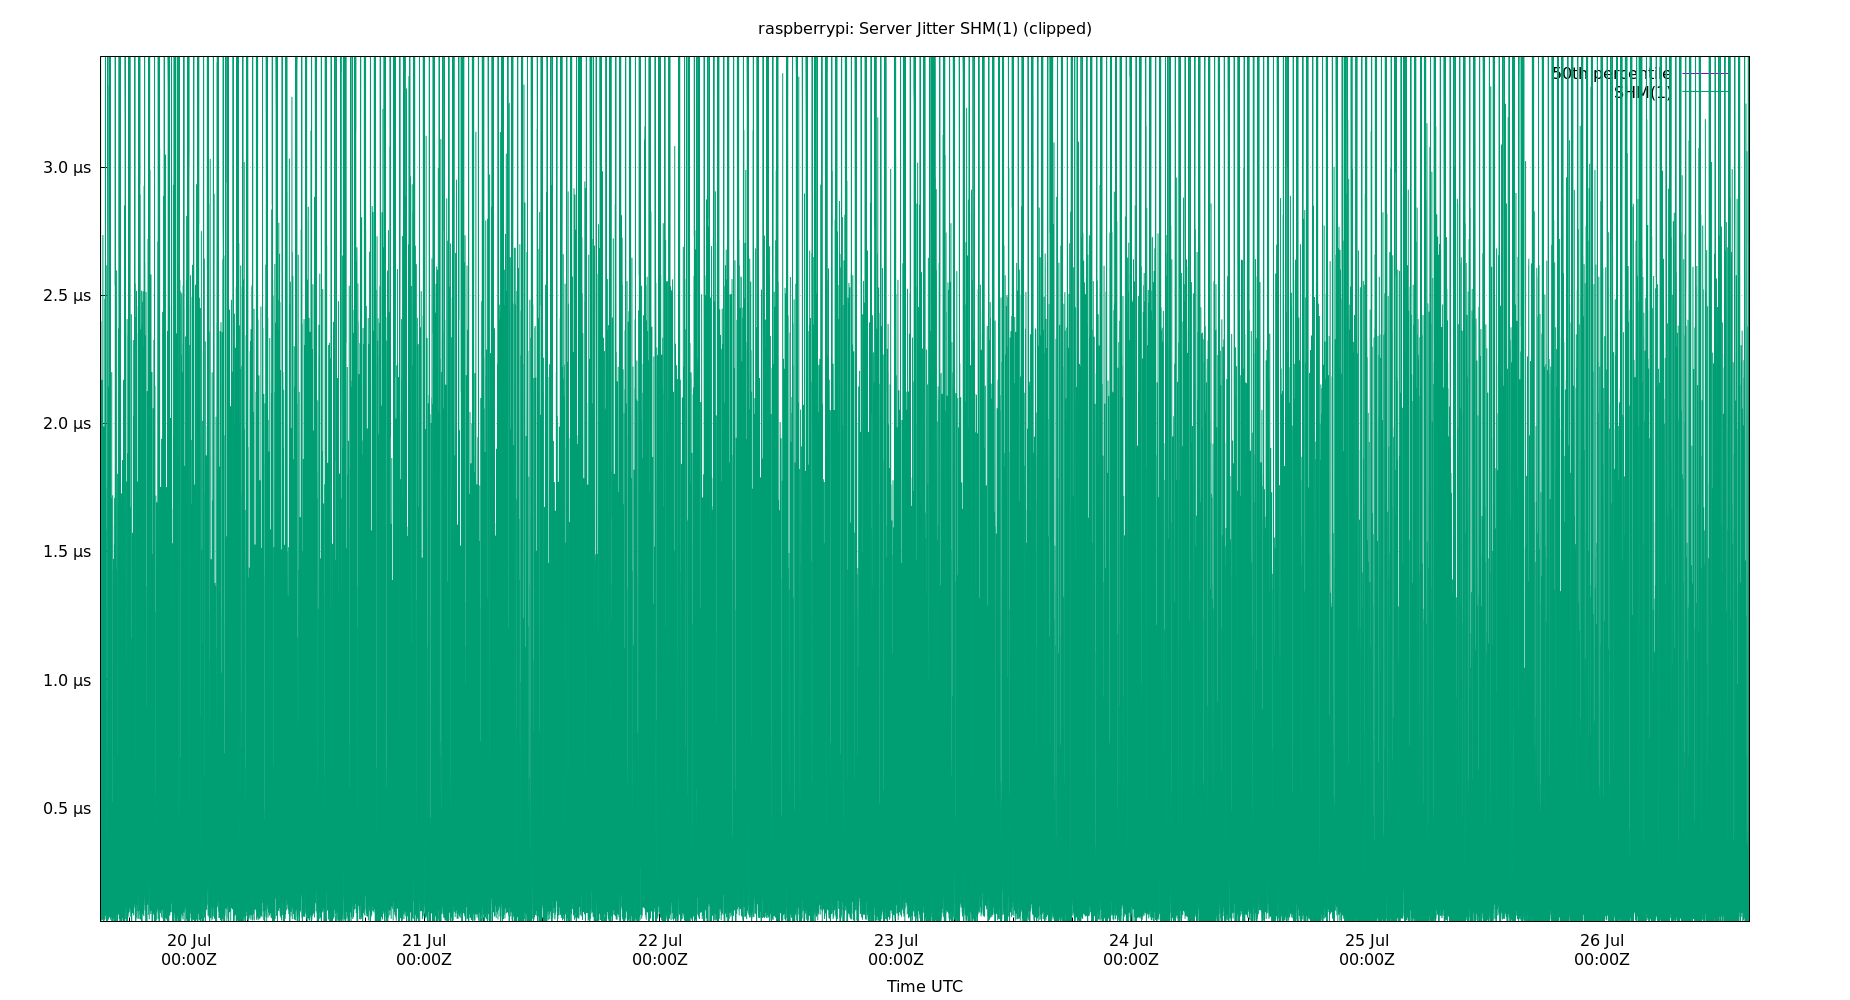 raspberrypi: Server Jitter SHM(1) (clipped)
50th percentile
SHM(1)
3.0 µs
2.5 µs
2.0 µs
1.5 µs
1.0 µs
0.5 µs
20 Jul 21 Jul 22 Jul 23 Jul 24 Jul 25 Jul 26 Jul
00:00Z 00:00Z 00:00Z 00:00Z 00:00Z 00:00Z 00:00Z
Time UTC